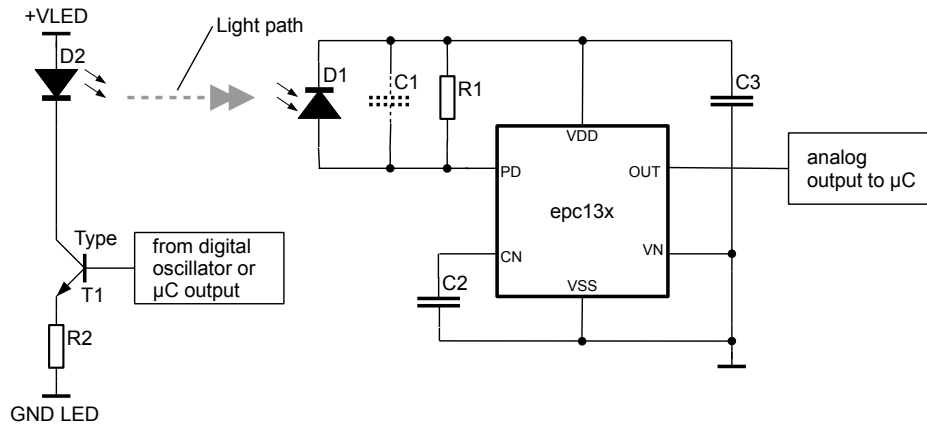 +VLED
D2
Light path
D1
C1
R1
C3
VDD
PD
OUT
epc13x
CN
VN
VSS
C2
analog
output to µC
Type
T1
from digital
oscillator or
µC output
R2
GND LED